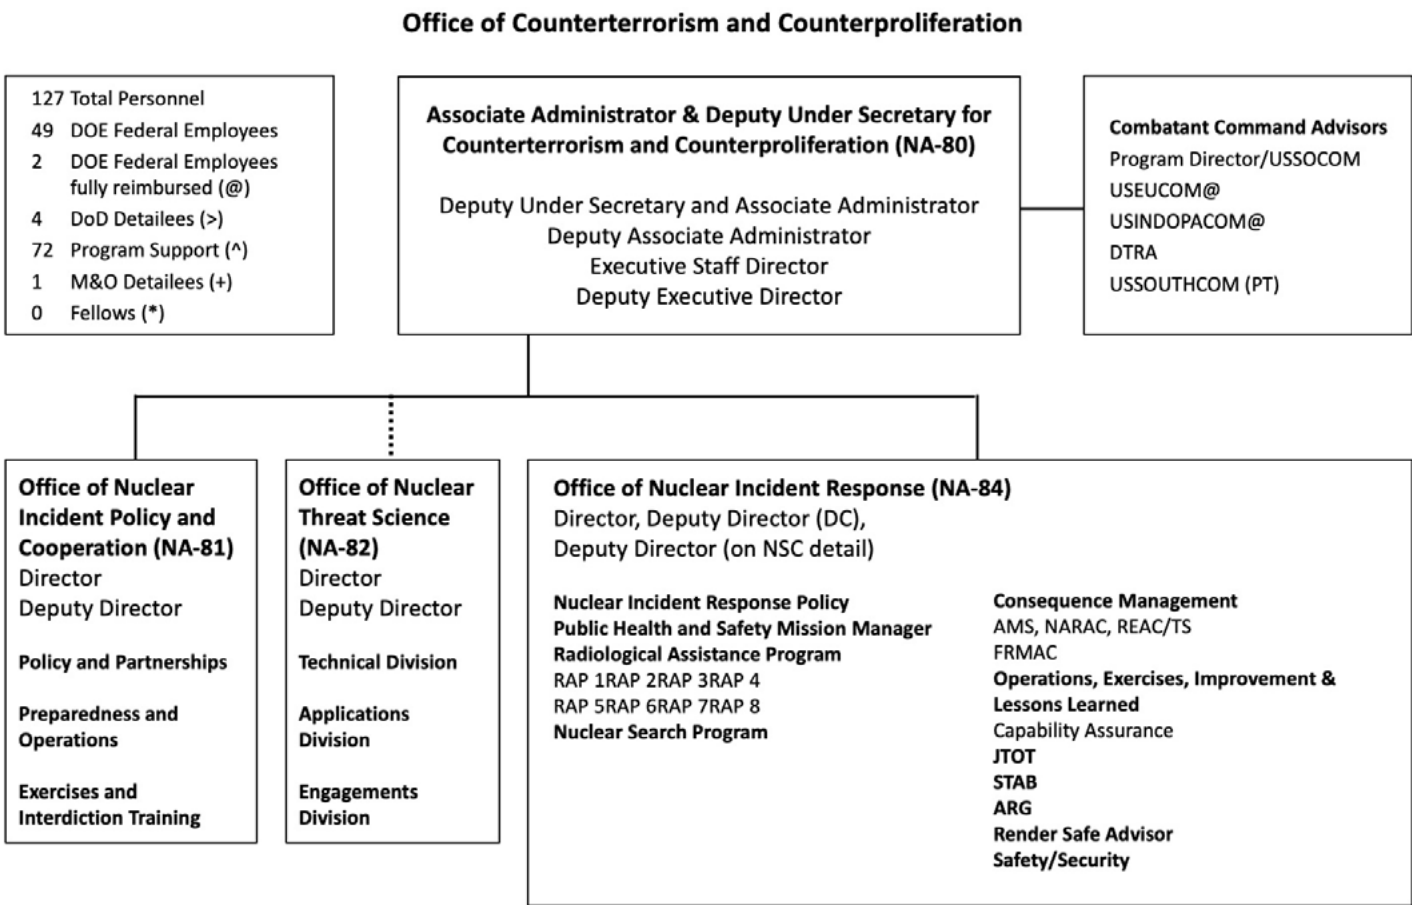 Office of Counterterrorism and Counterproliferation
127 Total Personnel
49 DOE Federal Employees
2 DOE Federal Employees
fully reimbursed (@)
4 DoD Detailees (>)
72 Program Support (^)
1 M&O Detailees (+)
0 Fellows (*)
Associate Administrator & Deputy Under Secretary for
Counterterrorism and Counterproliferation (NA-80)
Deputy Under Secretary and Associate Administrator
Deputy Associate Administrator
Executive Staff Director
Deputy Executive Director
Combatant Command Advisors
Program Director/USSOCOM
USEUCOM@
USINDOPACOM@
DTRA
USSOUTHCOM (PT)
Office of Nuclear
Incident Policy and
Cooperation (NA-81)
Director
Deputy Director
Policy and Partnerships
Preparedness and
Operations
Exercises and
Interdiction Training
Office of Nuclear
Threat Science
(NA-82)
Director
Deputy Director
Technical Division
Applications
Division
Engagements
Division
Office of Nuclear Incident Response (NA-84)
Director, Deputy Director (DC),
Deputy Director (on NSC detail)
Nuclear Incident Response Policy
Public Health and Safety Mission Manager
Radiological Assistance Program
RAP 1RAP 2RAP 3RAP 4
RAP 5RAP 6RAP 7RAP 8
Nuclear Search Program
Consequence Management
AMS, NARAC, REAC/TS
FRMAC
Operations, Exercises, Improvement &
Lessons Learned
Capability Assurance
JTOT
STAB
ARG
Render Safe Advisor
Safety/Security